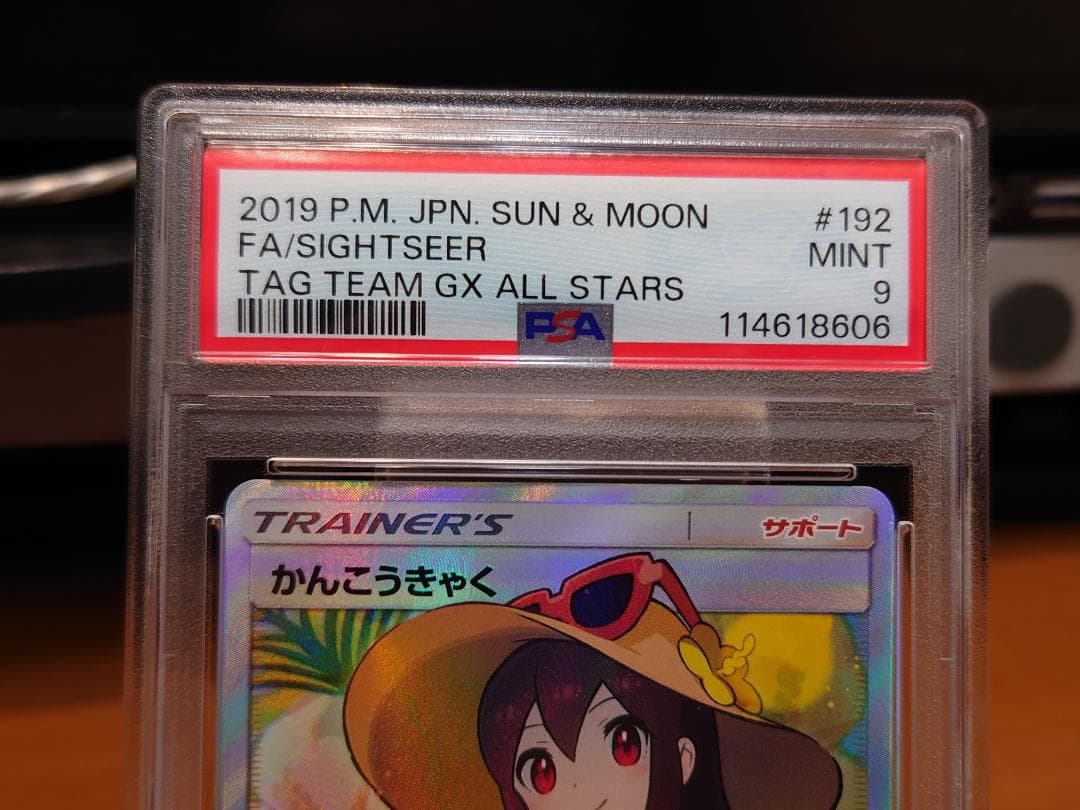 2019 P.M. JPN. SUN & MOON #192
FA/SIGHTSEER MINT
TAG TEAM GX ALL STARS 9
PSA 114618606
TRAINER'S サポート
かんこうきゃく